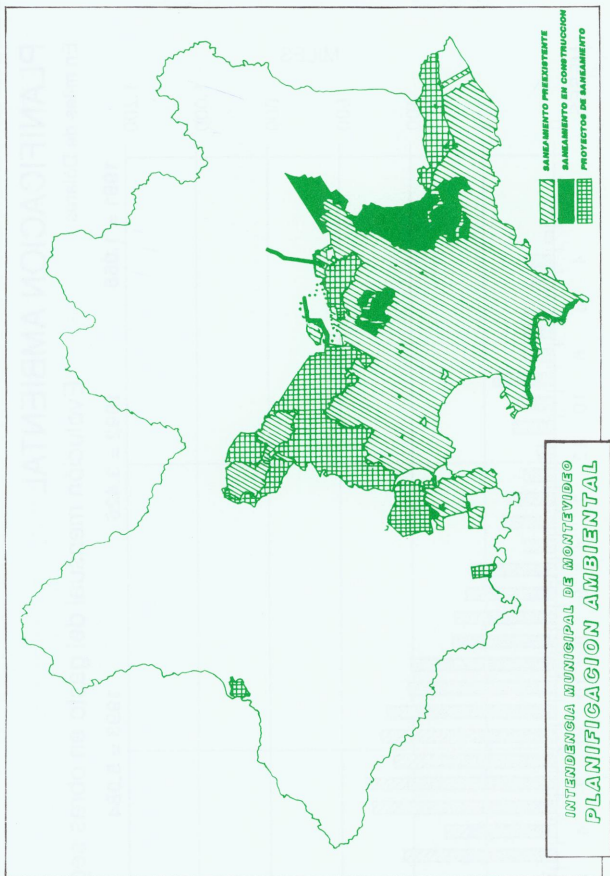 SANEAMIENTO PREEXISTENTE
SANEAMIENTO EN CONSTRUCCION
PROYECTOS DE SANEAMIENTO
INTENDENCIA MUNICIPAL DE MONTEVIDEO
PLANIFICACION AMBIENTAL